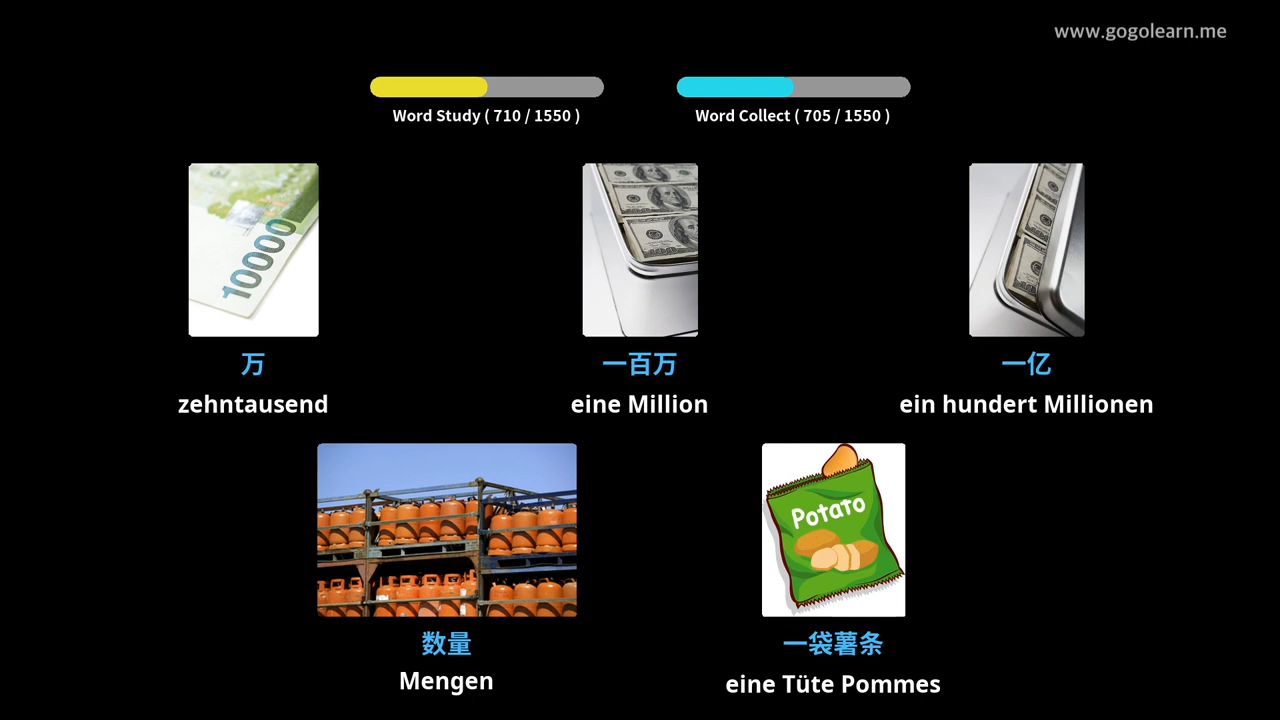 www.gogolearn.me
Word Study ( 710 / 1550 )
Word Collect ( 705 / 1550 )
10000
万
zehntausend
一百万
eine Million
一亿
ein hundert Millionen
Potato
数量
Mengen
一袋薯条
eine Tüte Pommes